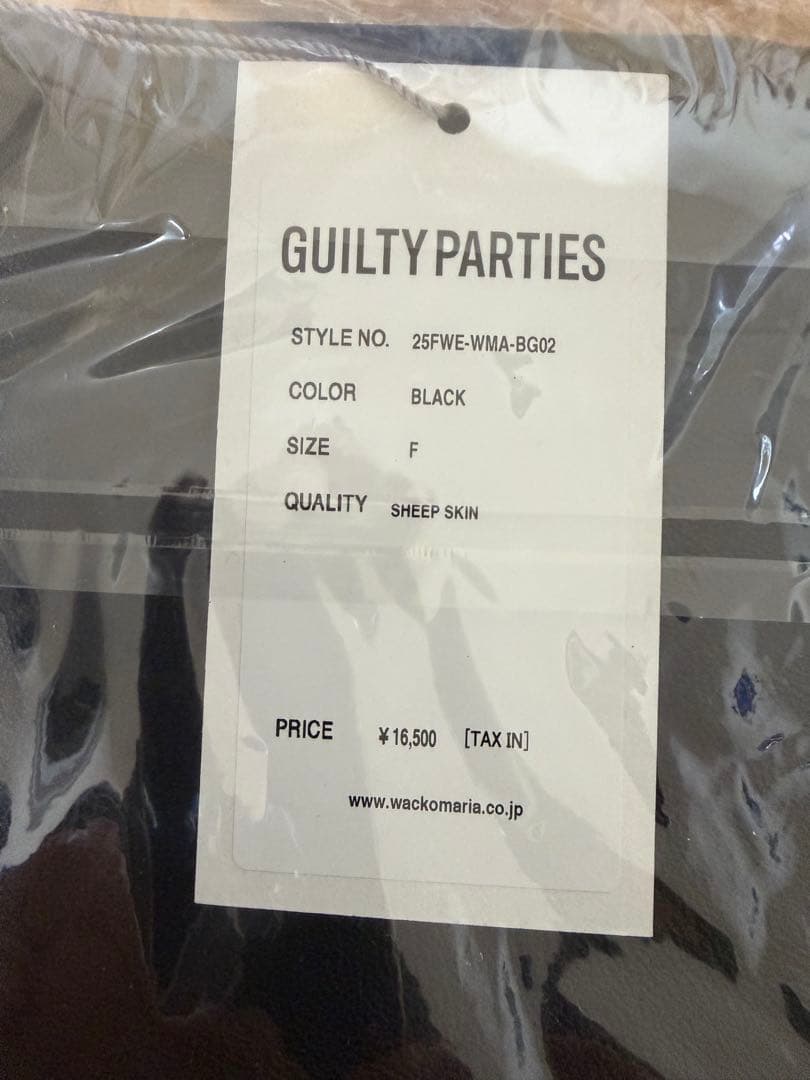 GUILTY PARTIES
STYLE NO. 25FWE-WMA-BG02
COLOR BLACK
SIZE F
QUALITY SHEEP SKIN
PRICE ¥16,500 [TAX IN]
www.wackomaria.co.jp